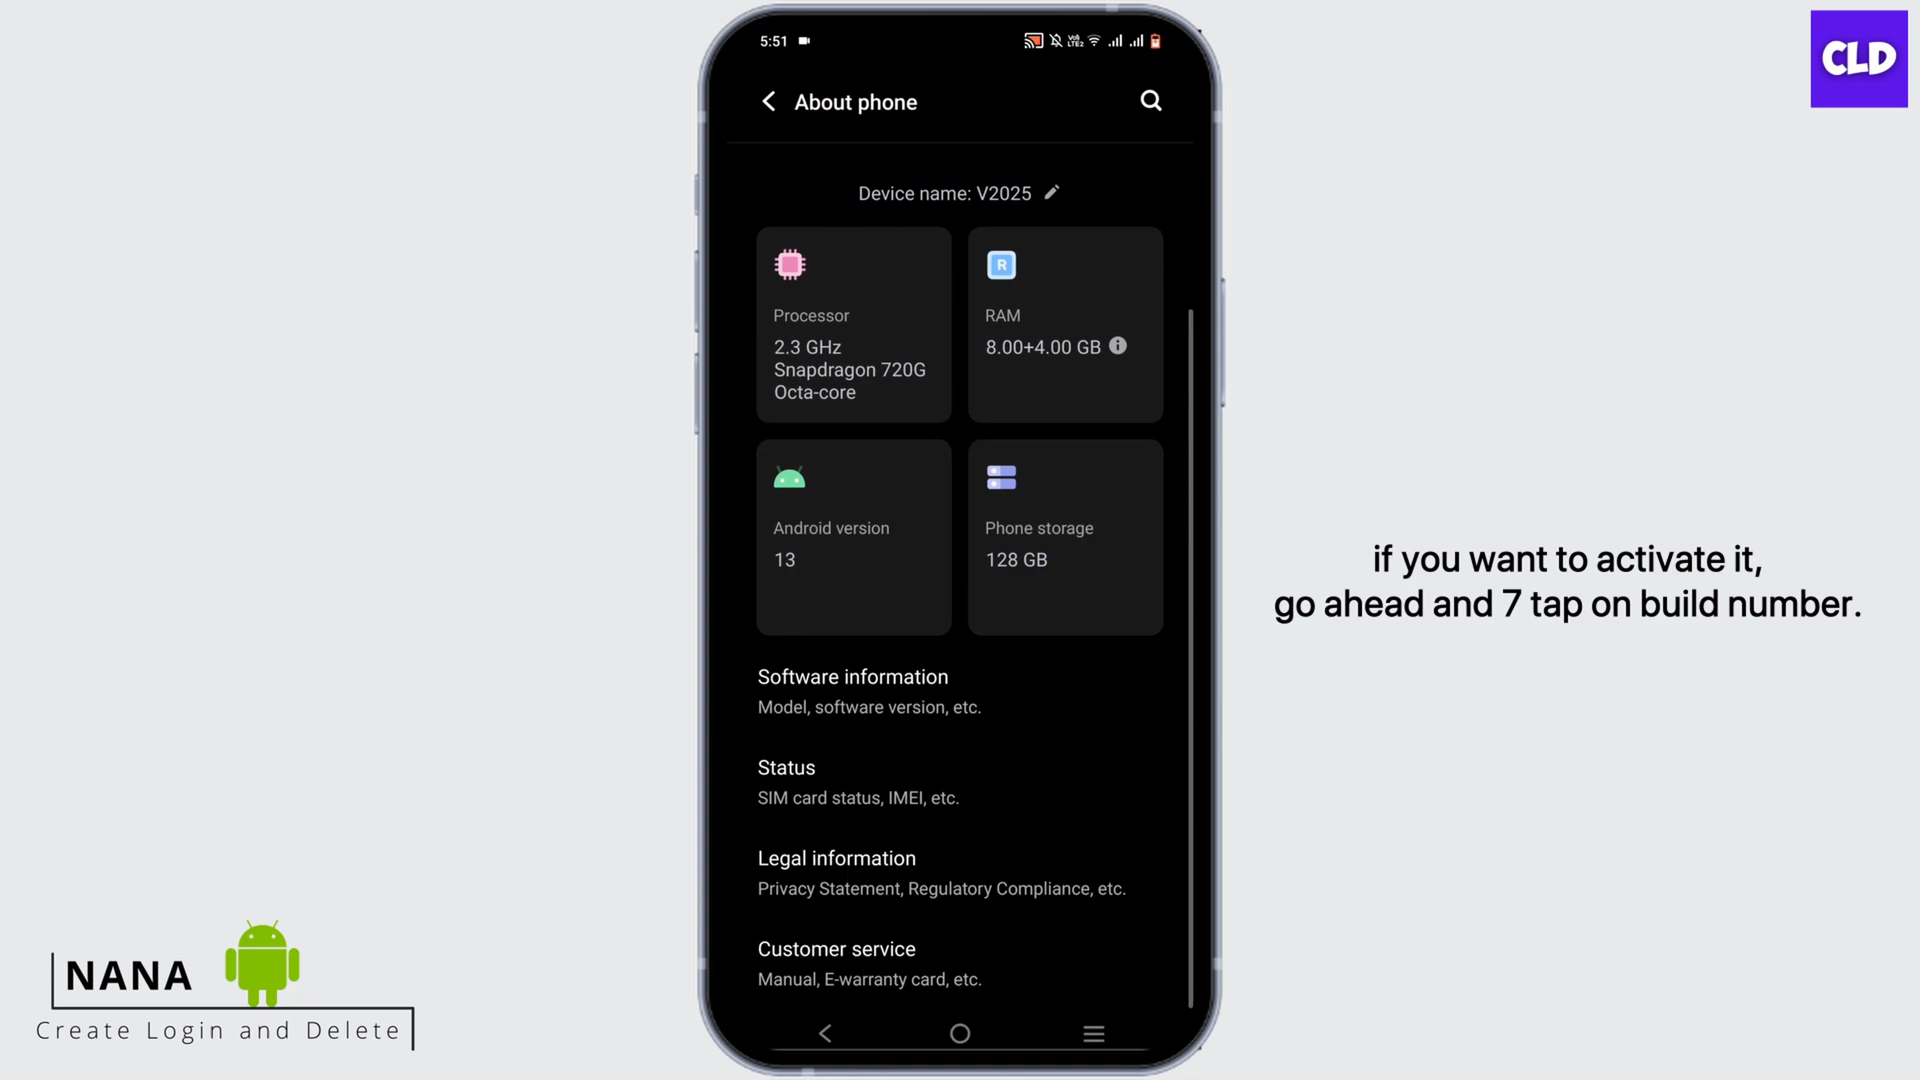 5:51
CLD
About phone
Device name: V2025
R
Processor
2.3 GHz
Snapdragon 720G
Octa-core
RAM
8.00+4.00 GB
Android version
13
Phone storage
128 GB
if you want to activate it,
go ahead and 7 tap on build number.
Software information
Model, software version, etc.
Status
SIM card status, IMEI, etc.
Legal information
Privacy Statement, Regulatory Compliance, etc.
Customer service
Manual, E-warranty card, etc.
NANA
Create Login and Delete